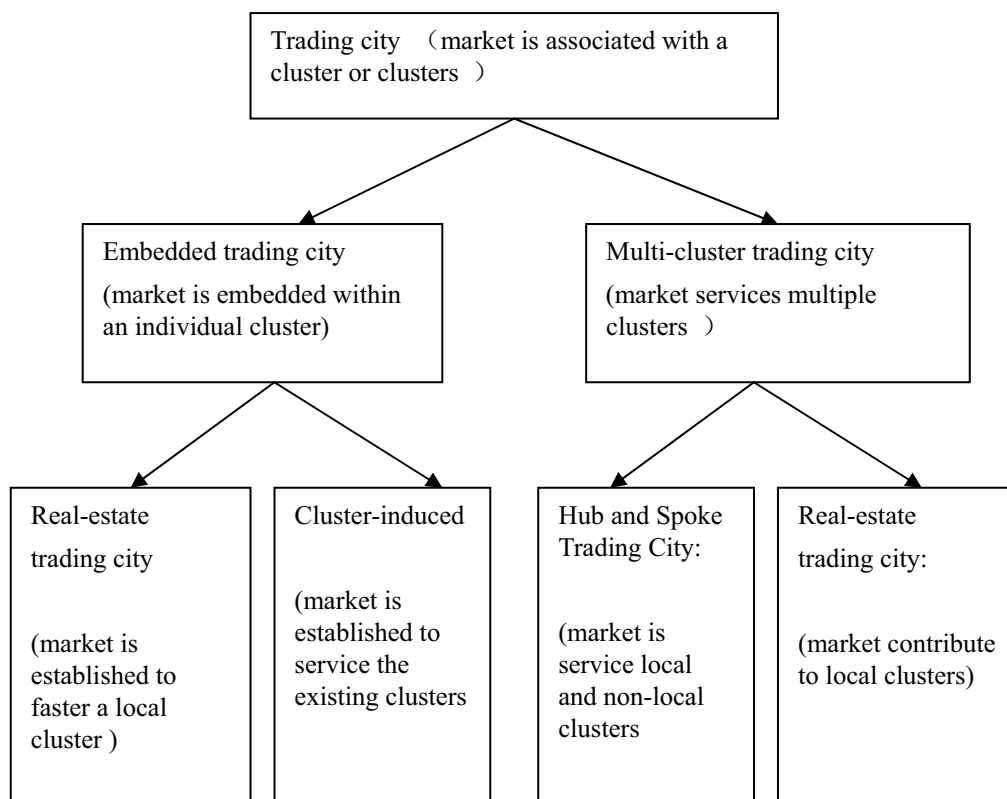 Trading city （market is associated with a
cluster or clusters ）
Embedded trading city
(market is embedded within
an individual cluster)
Multi-cluster trading city
(market services multiple
clusters ）
Real-estate
trading city
(market is
established to
faster a local
cluster )
Cluster-induced
(market is
established to
service the
existing clusters
Hub and Spoke
Trading City:
(market is
service local
and non-local
clusters
Real-estate
trading city:
(market contribute
to local clusters)